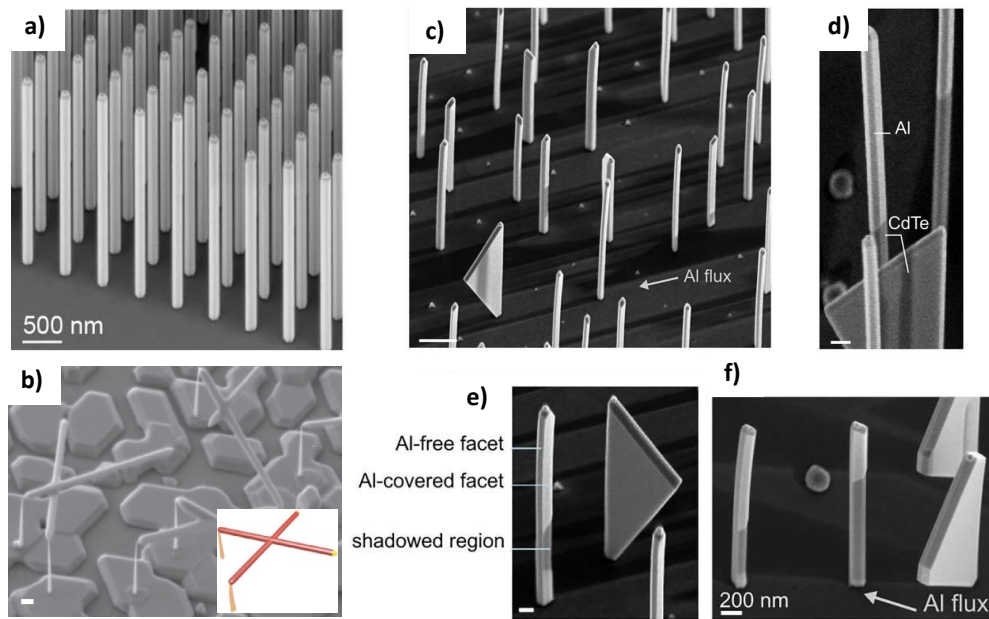 a)
500 nm
b)
c)
Al flux
d)
Al
CdTe
e)
Al-free facet
Al-covered facet
shadowed region
f)
200 nm
Al flux